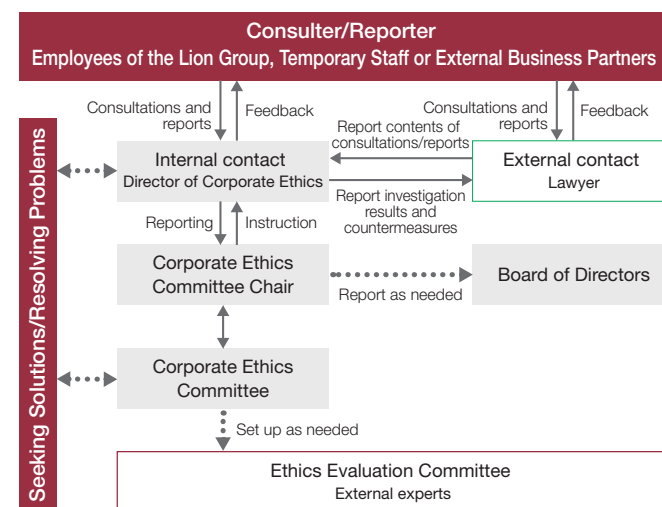 Consulter/Reporter
Employees of the Lion Group, Temporary Staff or External Business Partners
Consultations and
reports
Feedback
Consultations and
reports
Feedback
Report contents of
consultations/reports
Internal contact
Director of Corporate Ethics
External contact
Lawyer
Report investigation
results and
countermeasures
Reporting
Instruction
Corporate Ethics
Committee Chair
Report as needed
Board of Directors
Corporate Ethics
Committee
Set up as needed
Ethics Evaluation Committee
External experts
Seeking Solutions/Resolving Problems